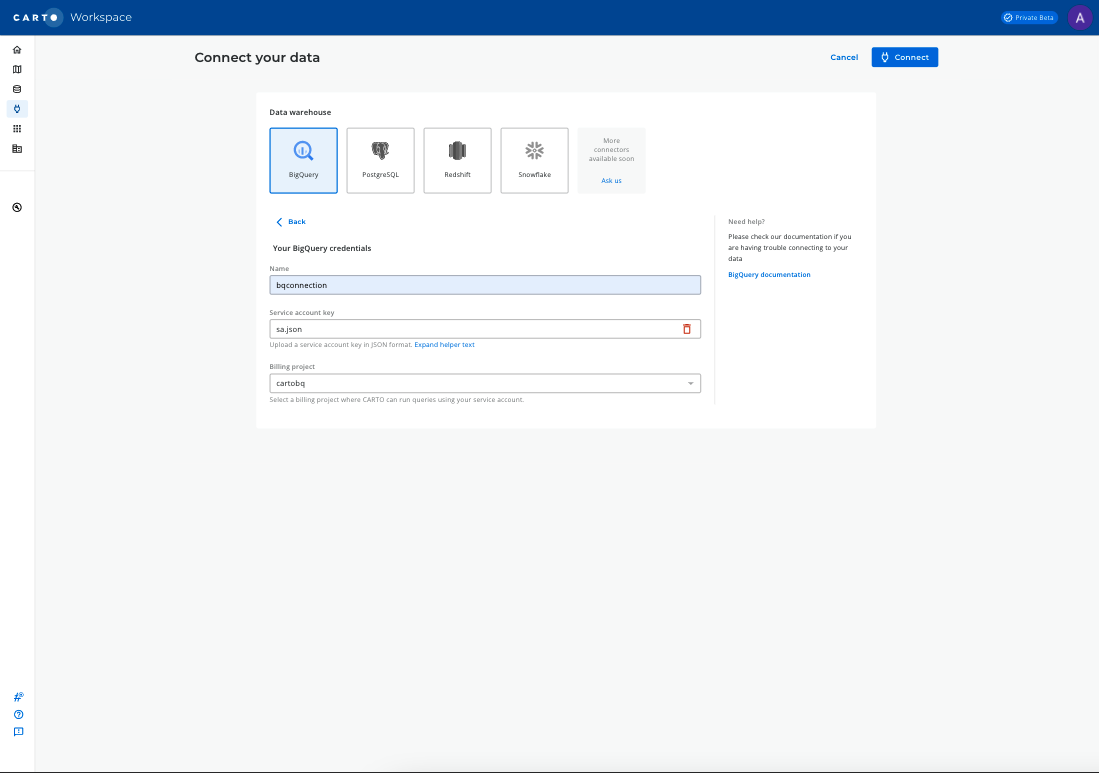 CARTO Workspace
Private Beta
A
Connect your data
Cancel
Connect
Data warehouse
BigQuery
PostgreSQL
Redshift
Snowflake
More
connectors
available soon
Ask us
Back
Your BigQuery credentials
Name
bqconnection
Service account key
sa.json
Upload a service account key in JSON format. Expand helper text
Billing project
cartobq
Select a billing project where CARTO can run queries using your service account.
Need help?
Please check our documentation if you
are having trouble connecting to your
data
BigQuery documentation